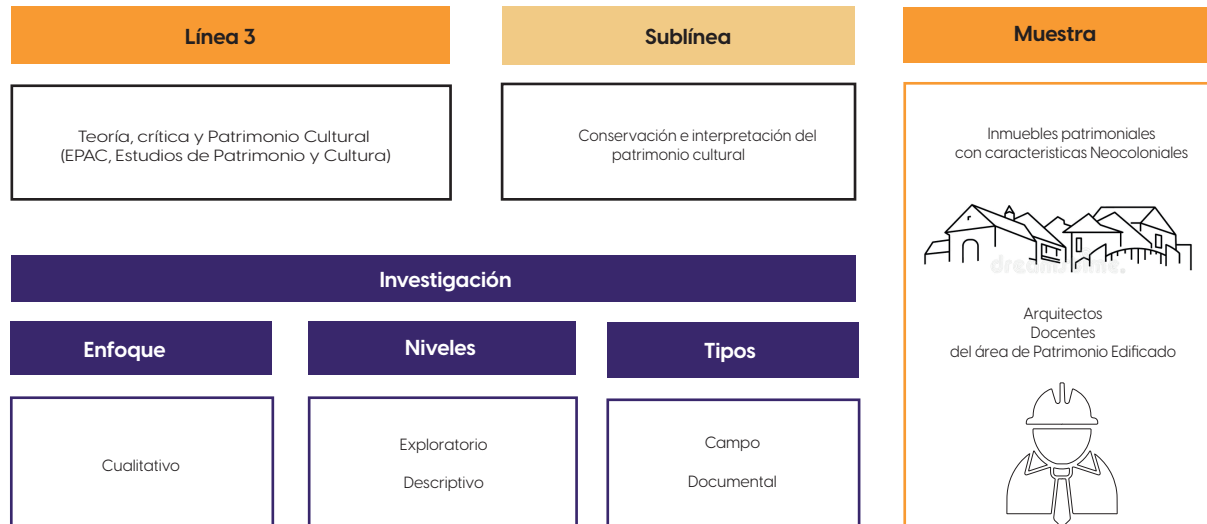 Línea 3
Teoría, crítica y Patrimonio Cultural
(EPAC, Estudios de Patrimonio y Cultura)
Sublínea
Conservación e interpretación del
patrimonio cultural
Investigación
Enfoque
Cualitativo
Niveles
Exploratorio
Descriptivo
Tipos
Campo
Documental
Muestra
Inmuebles patrimoniales
con caracteristicas Neocoloniales
Arquitectos
Docentes
del área de Patrimonio Edificado